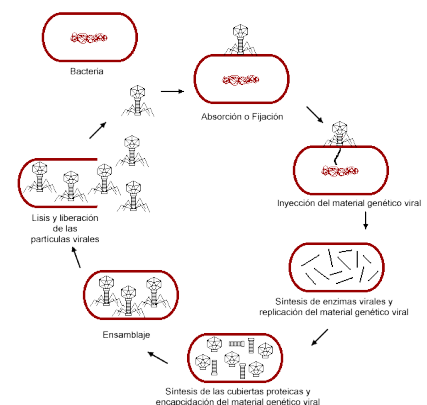 Bacteria
Absorción o Fijación
Inyección del material genético viral
Síntesis de enzimas virales y
replicación del material genético viral
Síntesis de las cubiertas proteicas y
encapcidación del material genético viral
Ensamblaje
Lisis y liberación
de las
partículas virales